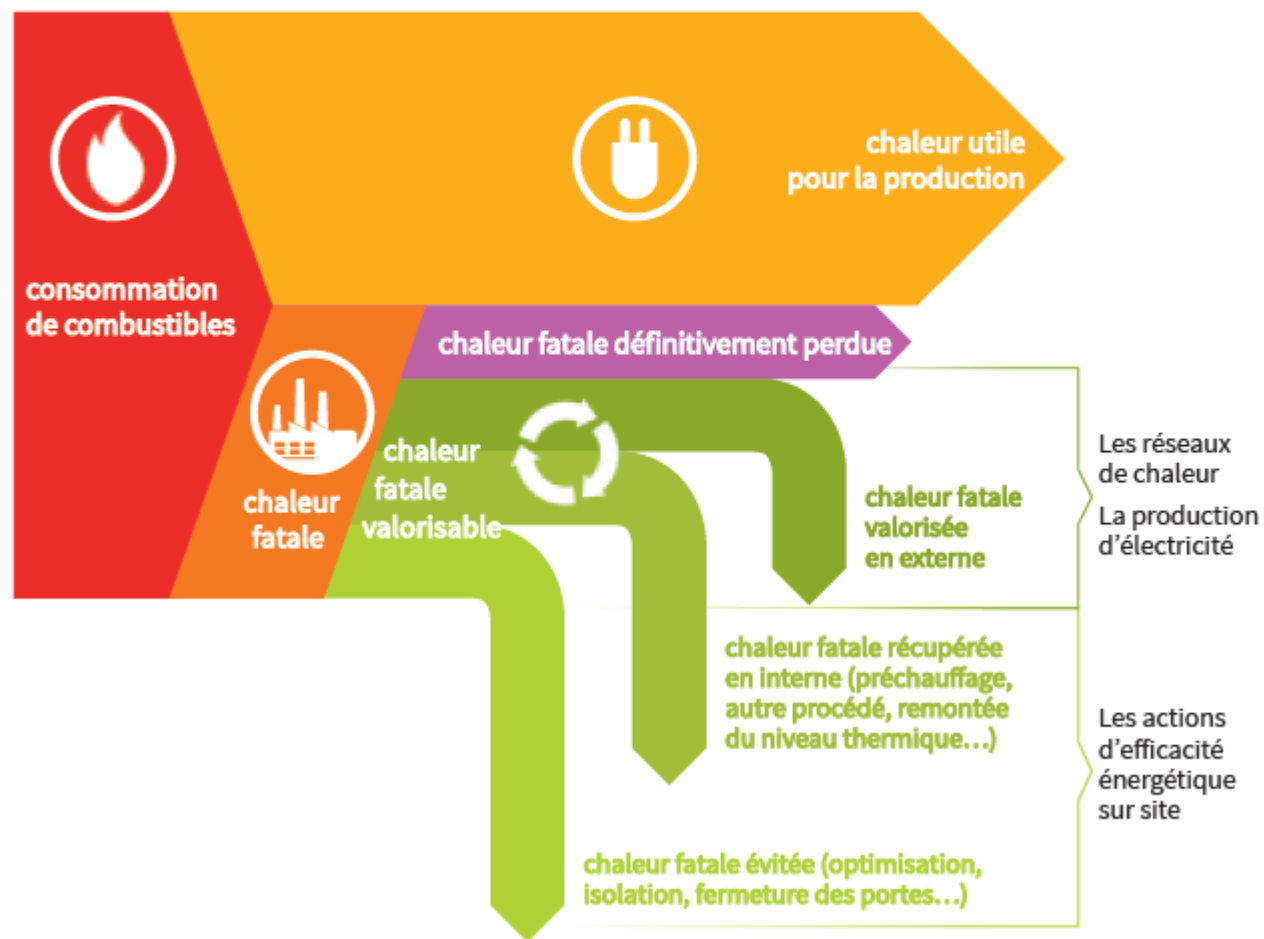 chaleur utile
pour la production
consommation
de combustibles
chaleur fatale définitivement perdue
chaleur
fatale
chaleur
fatale
valorisable
chaleur fatale
valorisée
en externe
Les réseaux
de chaleur
La production
d'électricité
chaleur fatale récupérée
en interne (préchauffage,
autre procédé, remontée
du niveau thermique…)
Les actions
d'efficacité
énergétique
sur site
chaleur fatale évitée (optimisation,
isolation, fermeture des portes…)